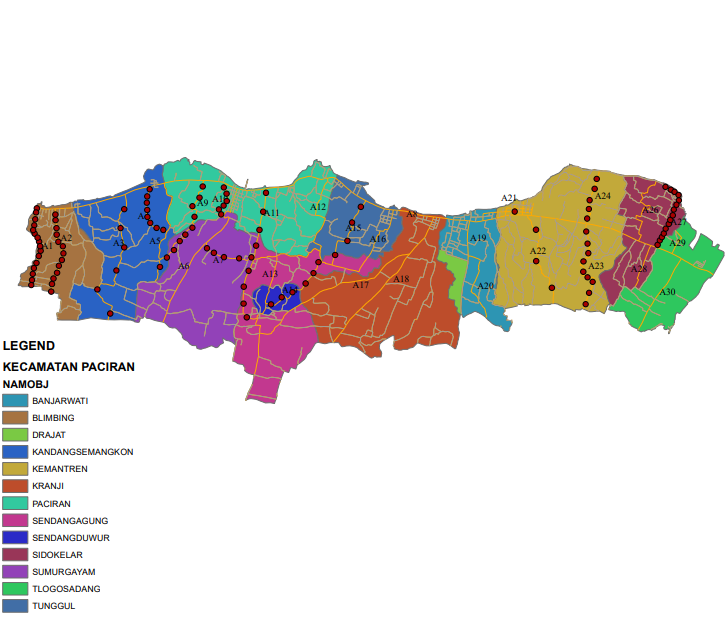 A21
A24
A9
A1
A12
A26
A4
A11
A8
A27
A15
A2
A3
A5
A16
A19
A29
A1
A22
A7
A6
A13
A23
A28
A17
A18
A20
A30
LEGEND
KECAMATAN PACIRAN
NAMOBJ
BANJARWATI
BLIMBING
DRAJAT
KANDANGSEMANGKON
KEMANTREN
KRANJI
PACIRAN
SENDANGAGUNG
SENDANGDUWUR
SIDOKELAR
SUMURGAYAM
TLOGOSADANG
TUNGGUL